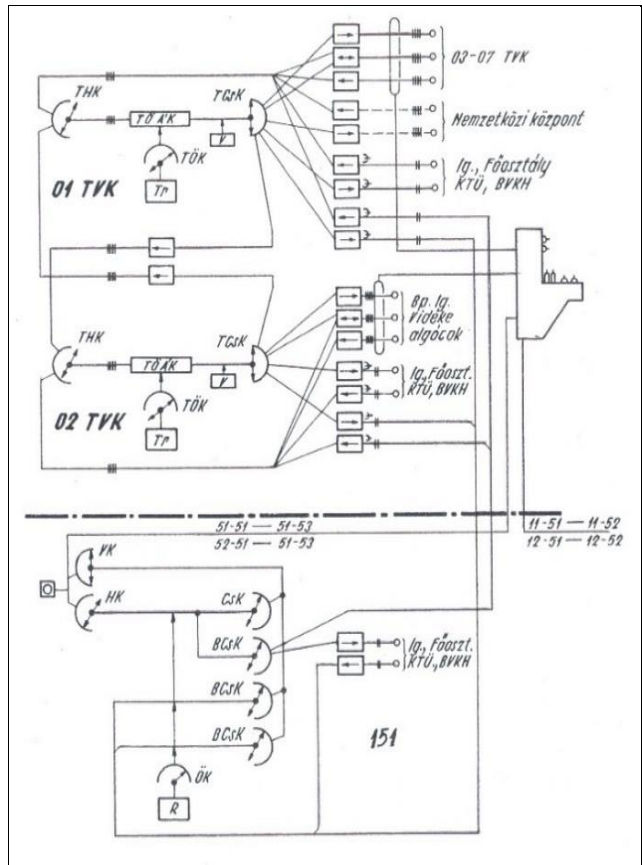 03-07 TVK
THK
TCsK
TÖÁK
V
Nemzetközi központ
TÖK
01 TVK
Tr
Ig., Főosztály
KTÜ, BVKH
THK
TCsK
Bp. Ig.
vidéke
algócok
TÖÁK
V
Ig., Főoszt.
KTÜ, BVKH
TÖK
02 TVK
Tr
51-51 — 51-53
52-51 — 51-53
11-51 — 11-52
12-51 — 12-52
VK
HK
CsK
BCsK
Ig., Főoszt.
KTÜ., BVKH
BCsK
BCsK
151
ÖK
R